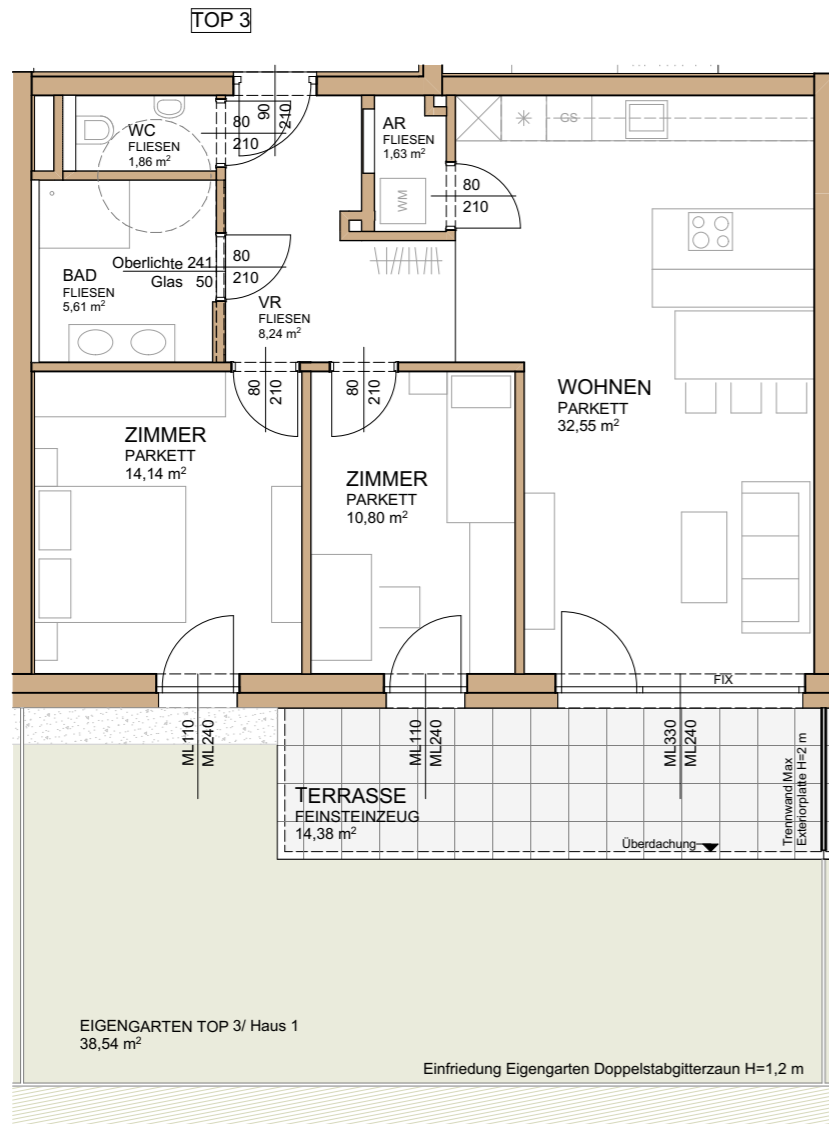 TOP 3
WC
FLIESEN
1,86 m²
80
210
90
210
AR
FLIESEN
1,63 m²
WM
80
210
GS
BAD
FLIESEN
5,61 m²
Oberlichte 241
Glas 50
80
210
VR
FLIESEN
8,24 m²
80
210
80
210
WOHNEN
PARKETT
32,55 m²
ZIMMER
PARKETT
14,14 m²
ZIMMER
PARKETT
10,80 m²
FIX
ML110
ML240
ML110
ML240
ML330
ML240
Trennwand Max
Exteriorplatte H=2 m
TERRASSE
FEINSTEINZEUG
14,38 m²
Überdachung
EIGENGARTEN TOP 3/ Haus 1
38,54 m²
Einfriedung Eigengarten Doppelstabgitterzaun H=1,2 m